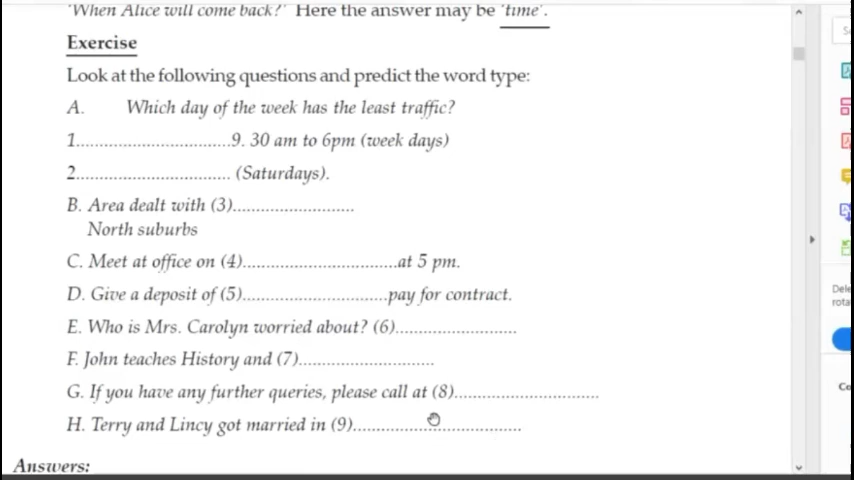 'When Alice will come back?' Here the answer may be 'time'.
Exercise
Look at the following questions and predict the word type:
A. Which day of the week has the least traffic?
1..............................9. 30 am to 6pm (week days)
2.............................. (Saturdays).
B. Area dealt with (3)........................
North suburbs
C. Meet at office on (4)..............................at 5 pm.
D. Give a deposit of (5)............................pay for contract.
E. Who is Mrs. Carolyn worried about? (6)........................
F. John teaches History and (7)...........................
G. If you have any further queries, please call at (8)............................
H. Terry and Lincy got married in (9)..................................
Answers:
Dele
rota
Co